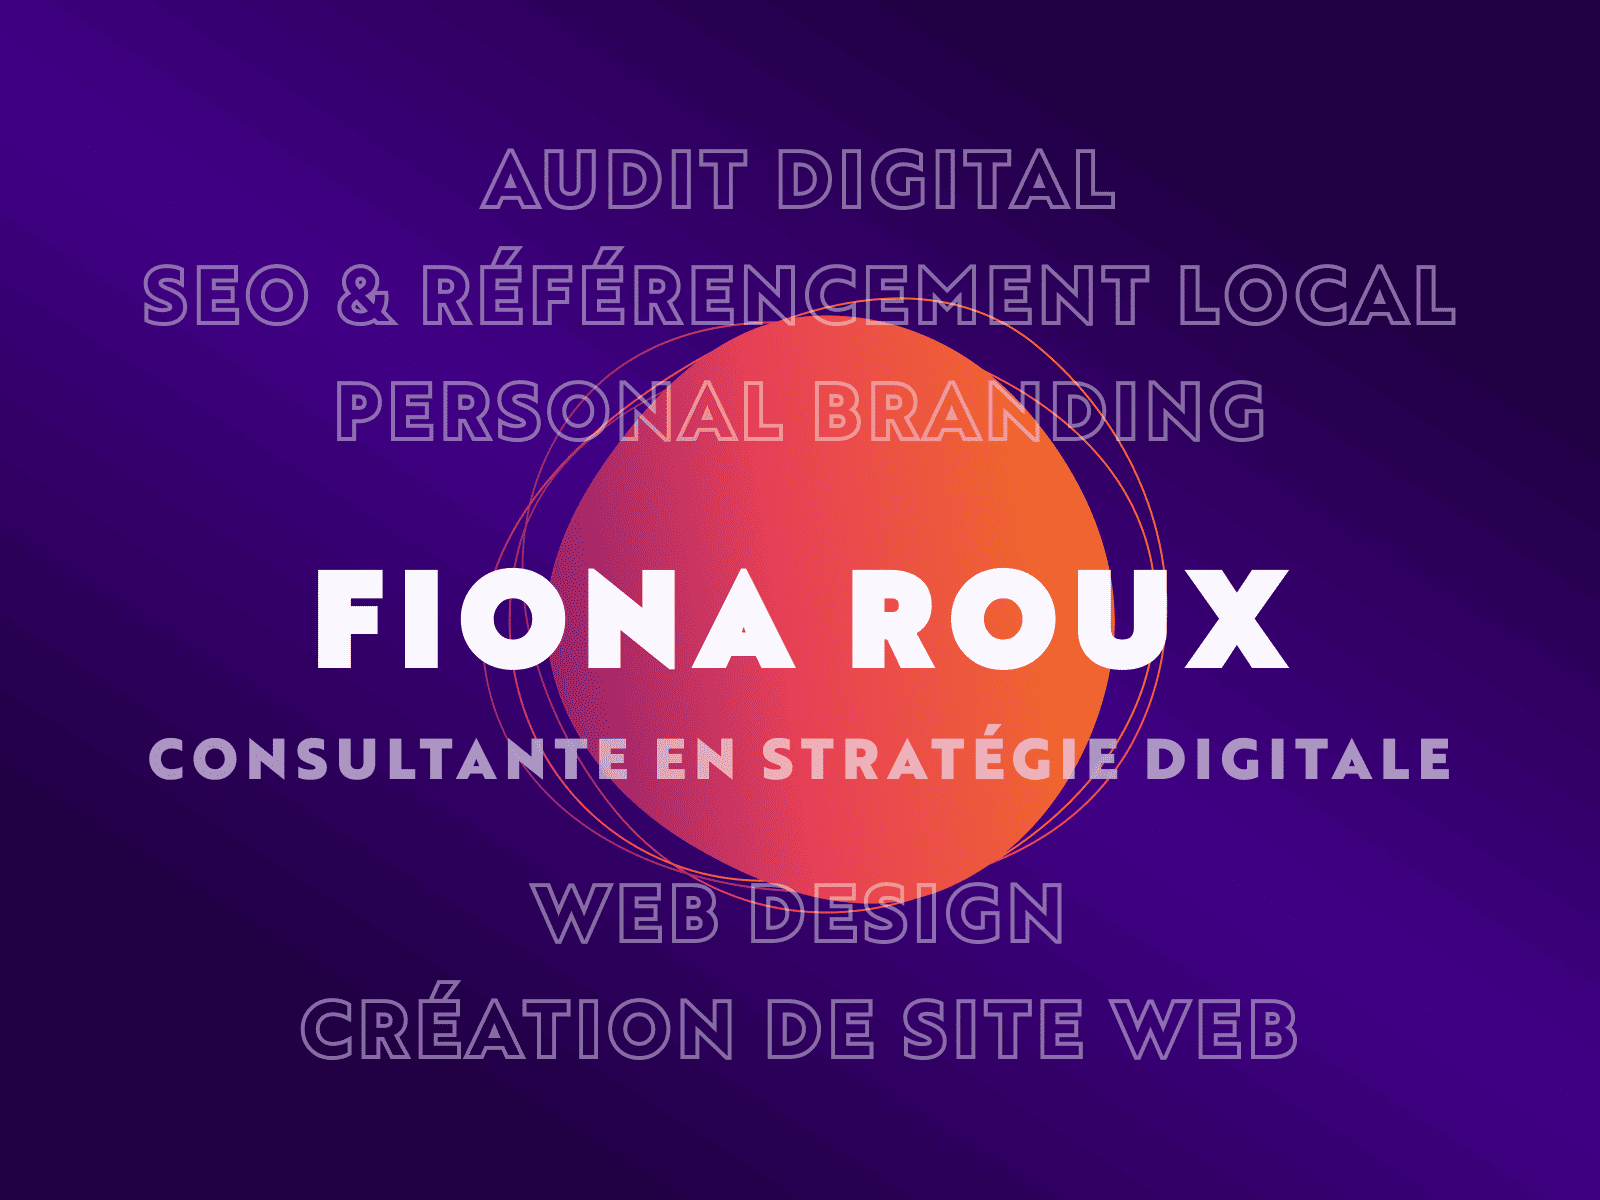 AUDIT DIGITAL
SEO & RÉFÉRENCEMENT LOCAL
PERSONAL BRANDING
FIONA ROUX
CONSULTANTE EN STRATÉGIE DIGITALE
WEB DESIGN
CRÉATION DE SITE WEB